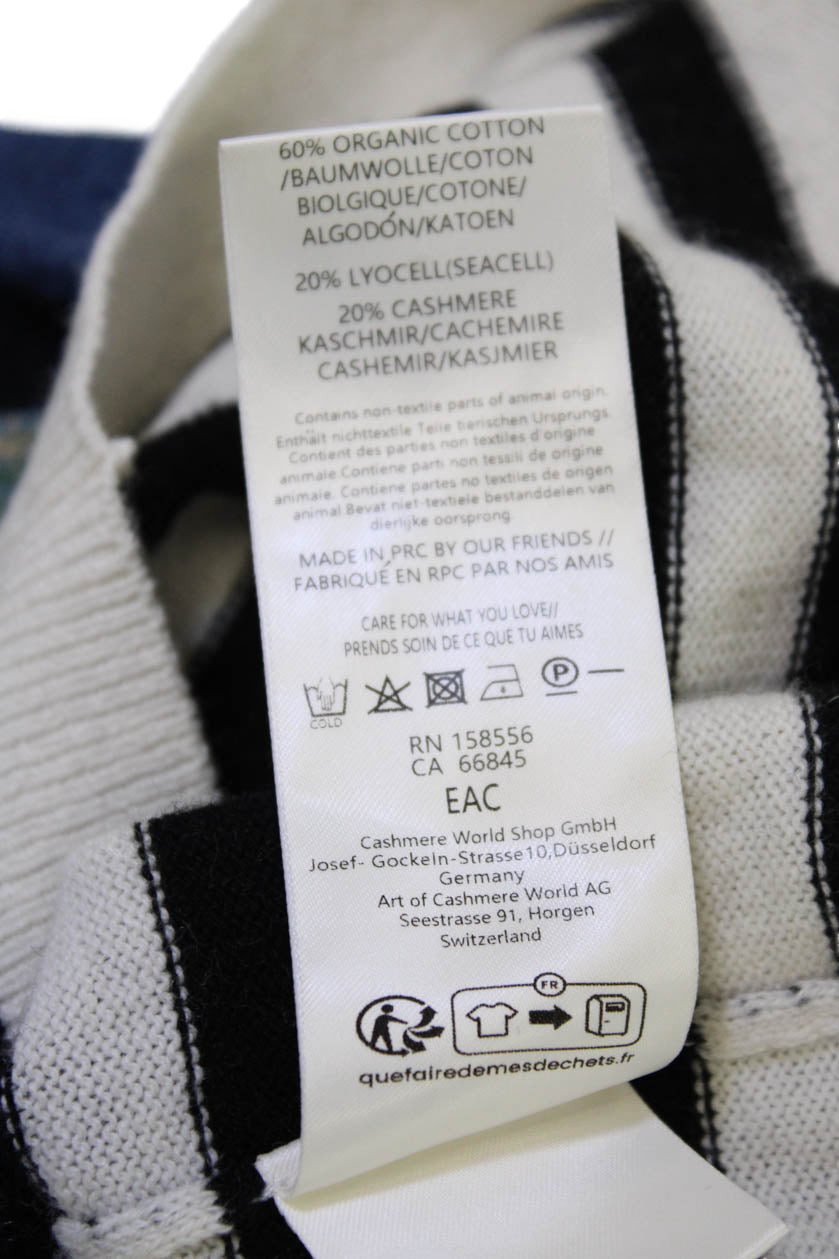 60% ORGANIC COTTON
/BAUMWOLLE/COTON
BIOLGIQUE/COTONE/
ALGODÓN/KATOEN
20% LYOCELL(SEACELL)
20% CASHMERE
KASCHMIR/CACHEMIRE
CASHEMIR/KASJMIER
Contains non-textile parts of animal origin.
Enthält nichttextile Teile tierischen Ursprungs.
Contient des parties non textiles d'origine
animale.Contiene parti non tessili de origine
animale. Contiene partes no textiles de origen
animal Bevat niet-textiele bestanddelen van
dierlijke oorsprong.
MADE IN PRC BY OUR FRIENDS //
FABRIQUÉ EN RPC PAR NOS AMIS
CARE FOR WHAT YOU LOVE//
PRENDS SOIN DE CE QUE TU AIMES
COLD P
RN 158556
CA 66845
EAC
Cashmere World Shop GmbH
Josef- Gockeln-Strasse10,Düsseldorf
Germany
Art of Cashmere World AG
Seestrasse 91, Horgen
Switzerland
FR
quefairedemesdechets.fr